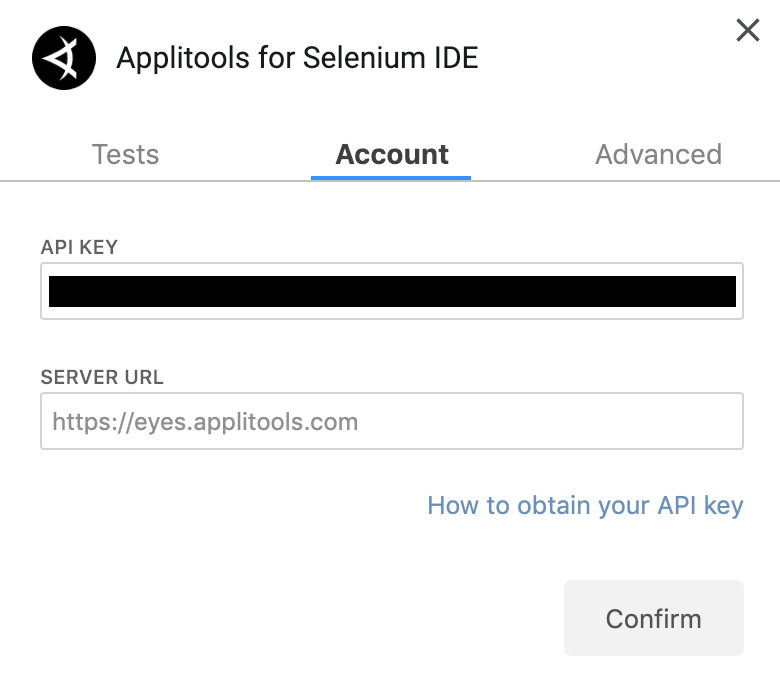 Applitools for Selenium IDE
Tests Account Advanced
API KEY
SERVER URL
https://eyes.applitools.com
How to obtain your API key
Confirm